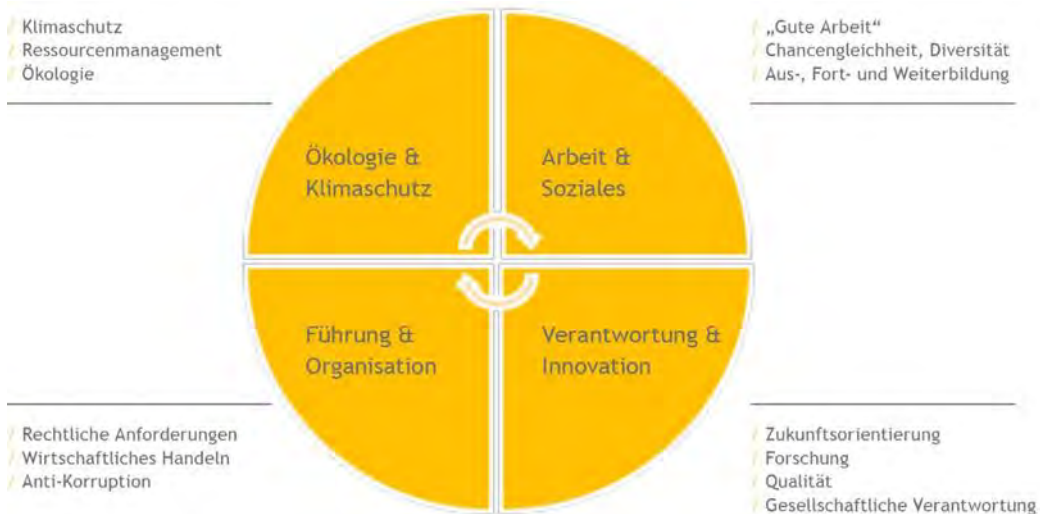 / Klimaschutz
/ Ressourcenmanagement
/ Ökologie
/ „Gute Arbeit“
/ Chancengleichheit, Diversität
/ Aus-, Fort- und Weiterbildung
Ökologie &
Klimaschutz
Arbeit &
Soziales
Führung &
Organisation
Verantwortung &
Innovation
/ Rechtliche Anforderungen
/ Wirtschaftliches Handeln
/ Anti-Korruption
/ Zukunftsorientierung
/ Forschung
/ Qualität
/ Gesellschaftliche Verantwortung